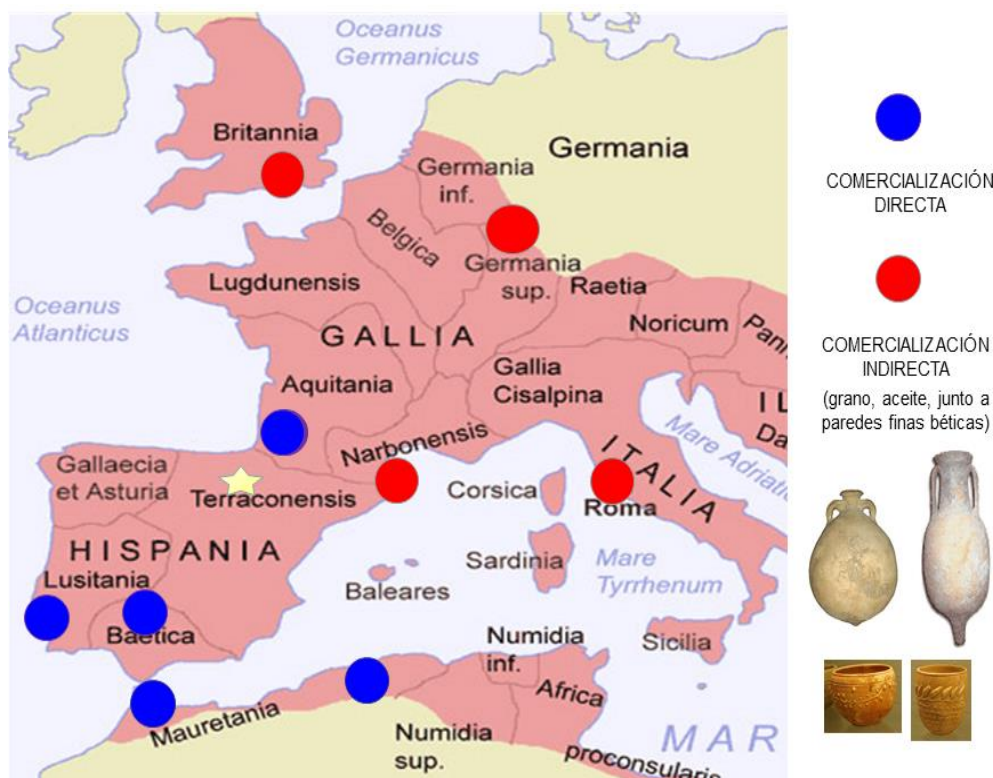 Oceanus
Germanicus
Britannia
Germania
inf.
Germania
Belgica
Lugdunensis
Germania
sup.
Raetia
Oceanus
Atlanticus
GALLIA
Noricum
Aquitania
Gallia
Cisalpina
Narbonensis
ITALIA
Mare
Gallaecia
et Asturia
Terraconensis
Corsica
Roma
HISPANIA
Lusitania
Baleares
Sardinia
Mare
Tyrrhenum
Baetica
Sicilia
Numidia
inf.
Africa
Mauretania
Numidia
sup.
MAR
proconsularis
COMERCIALIZACIÓN
DIRECTA
COMERCIALIZACIÓN
INDIRECTA
(grano, aceite, junto a
paredes finas béticas)